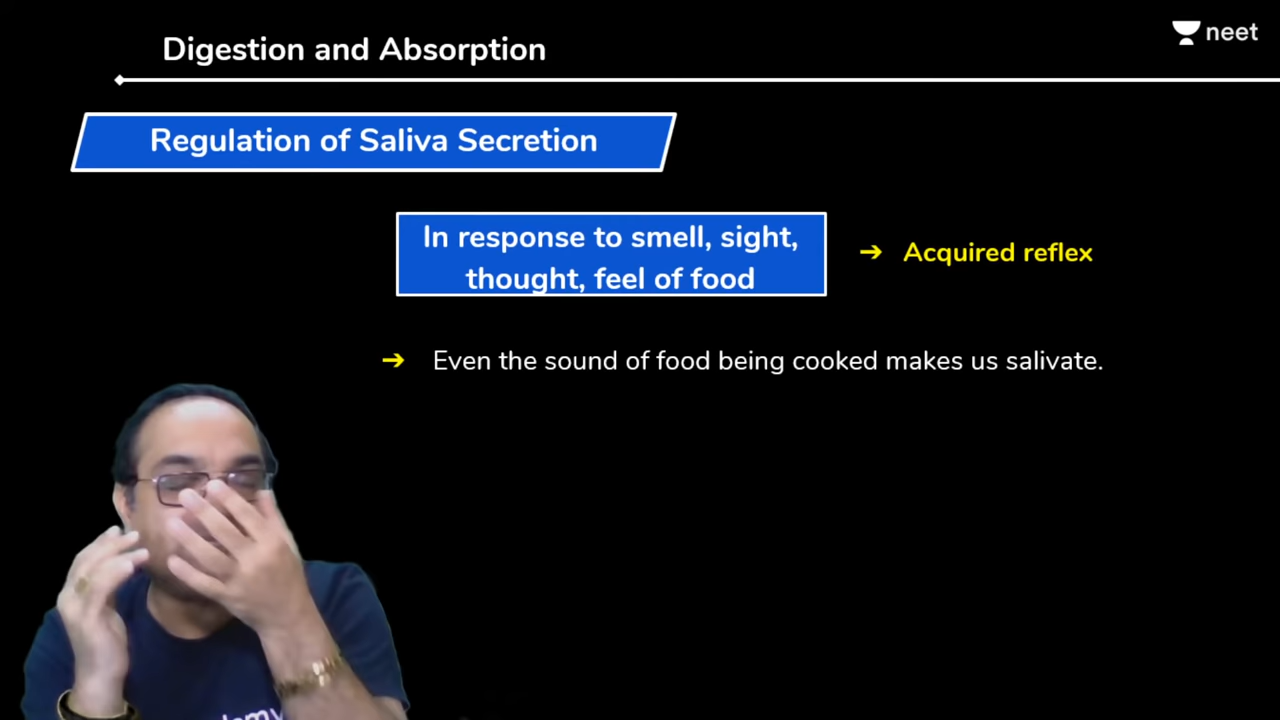 Digestion and Absorption
neet
Regulation of Saliva Secretion
In response to smell, sight,
thought, feel of food
➔ Acquired reflex
➔ Even the sound of food being cooked makes us salivate.